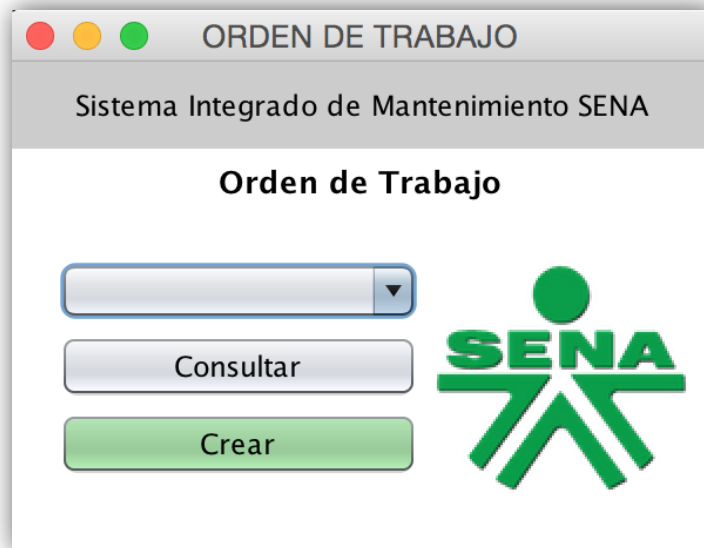 ORDEN DE TRABAJO
Sistema Integrado de Mantenimiento SENA
Orden de Trabajo
Consultar
SENA
Crear